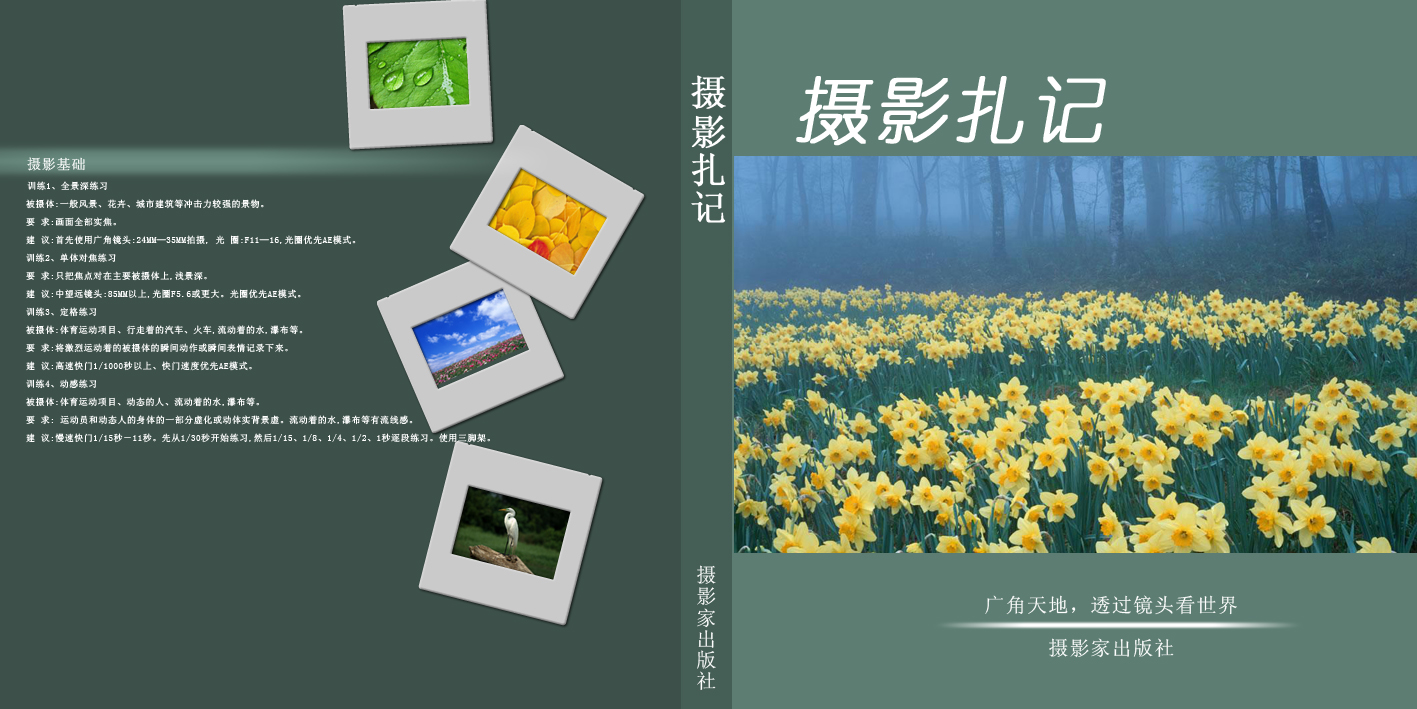 摄影基础
训练1、全景深练习
被摄体:一般风景、花卉、城市建筑等冲击力较强的景物。
要 求:画面全部实焦。
建 议:首先使用广角镜头:24MM—35MM拍摄, 光 圈:F11—16,光圈优先AE模式。
训练2、单体对焦练习
要 求:只把焦点对在主要被摄体上,浅景深。
建 议:中望远镜头:85MM以上,光圈F5.6或更大。光圈优先AE模式。
训练3、定格练习
被摄体:体育运动项目、行走着的汽车、火车,流动着的水,瀑布等。
要 求:将激烈运动着的被摄体的瞬间动作或瞬间表情记录下来。
建 议:高速快门1/1000秒以上、快门速度优先AE模式。
训练4、动感练习
被摄体:体育运动项目、动态的人、流动着的水,瀑布等。
要 求: 运动员和动态人的身体的一部分虚化或动体实背景虚。流动着的水,瀑布等有流线感。
建 议:慢速快门1/15秒－11秒。先从1/30秒开始练习,然后1/15、1/8、1/4、1/2、1秒逐段练习。使用三脚架。
摄影扎记
摄影家出版社
摄影扎记
广角天地，透过镜头看世界
摄影家出版社